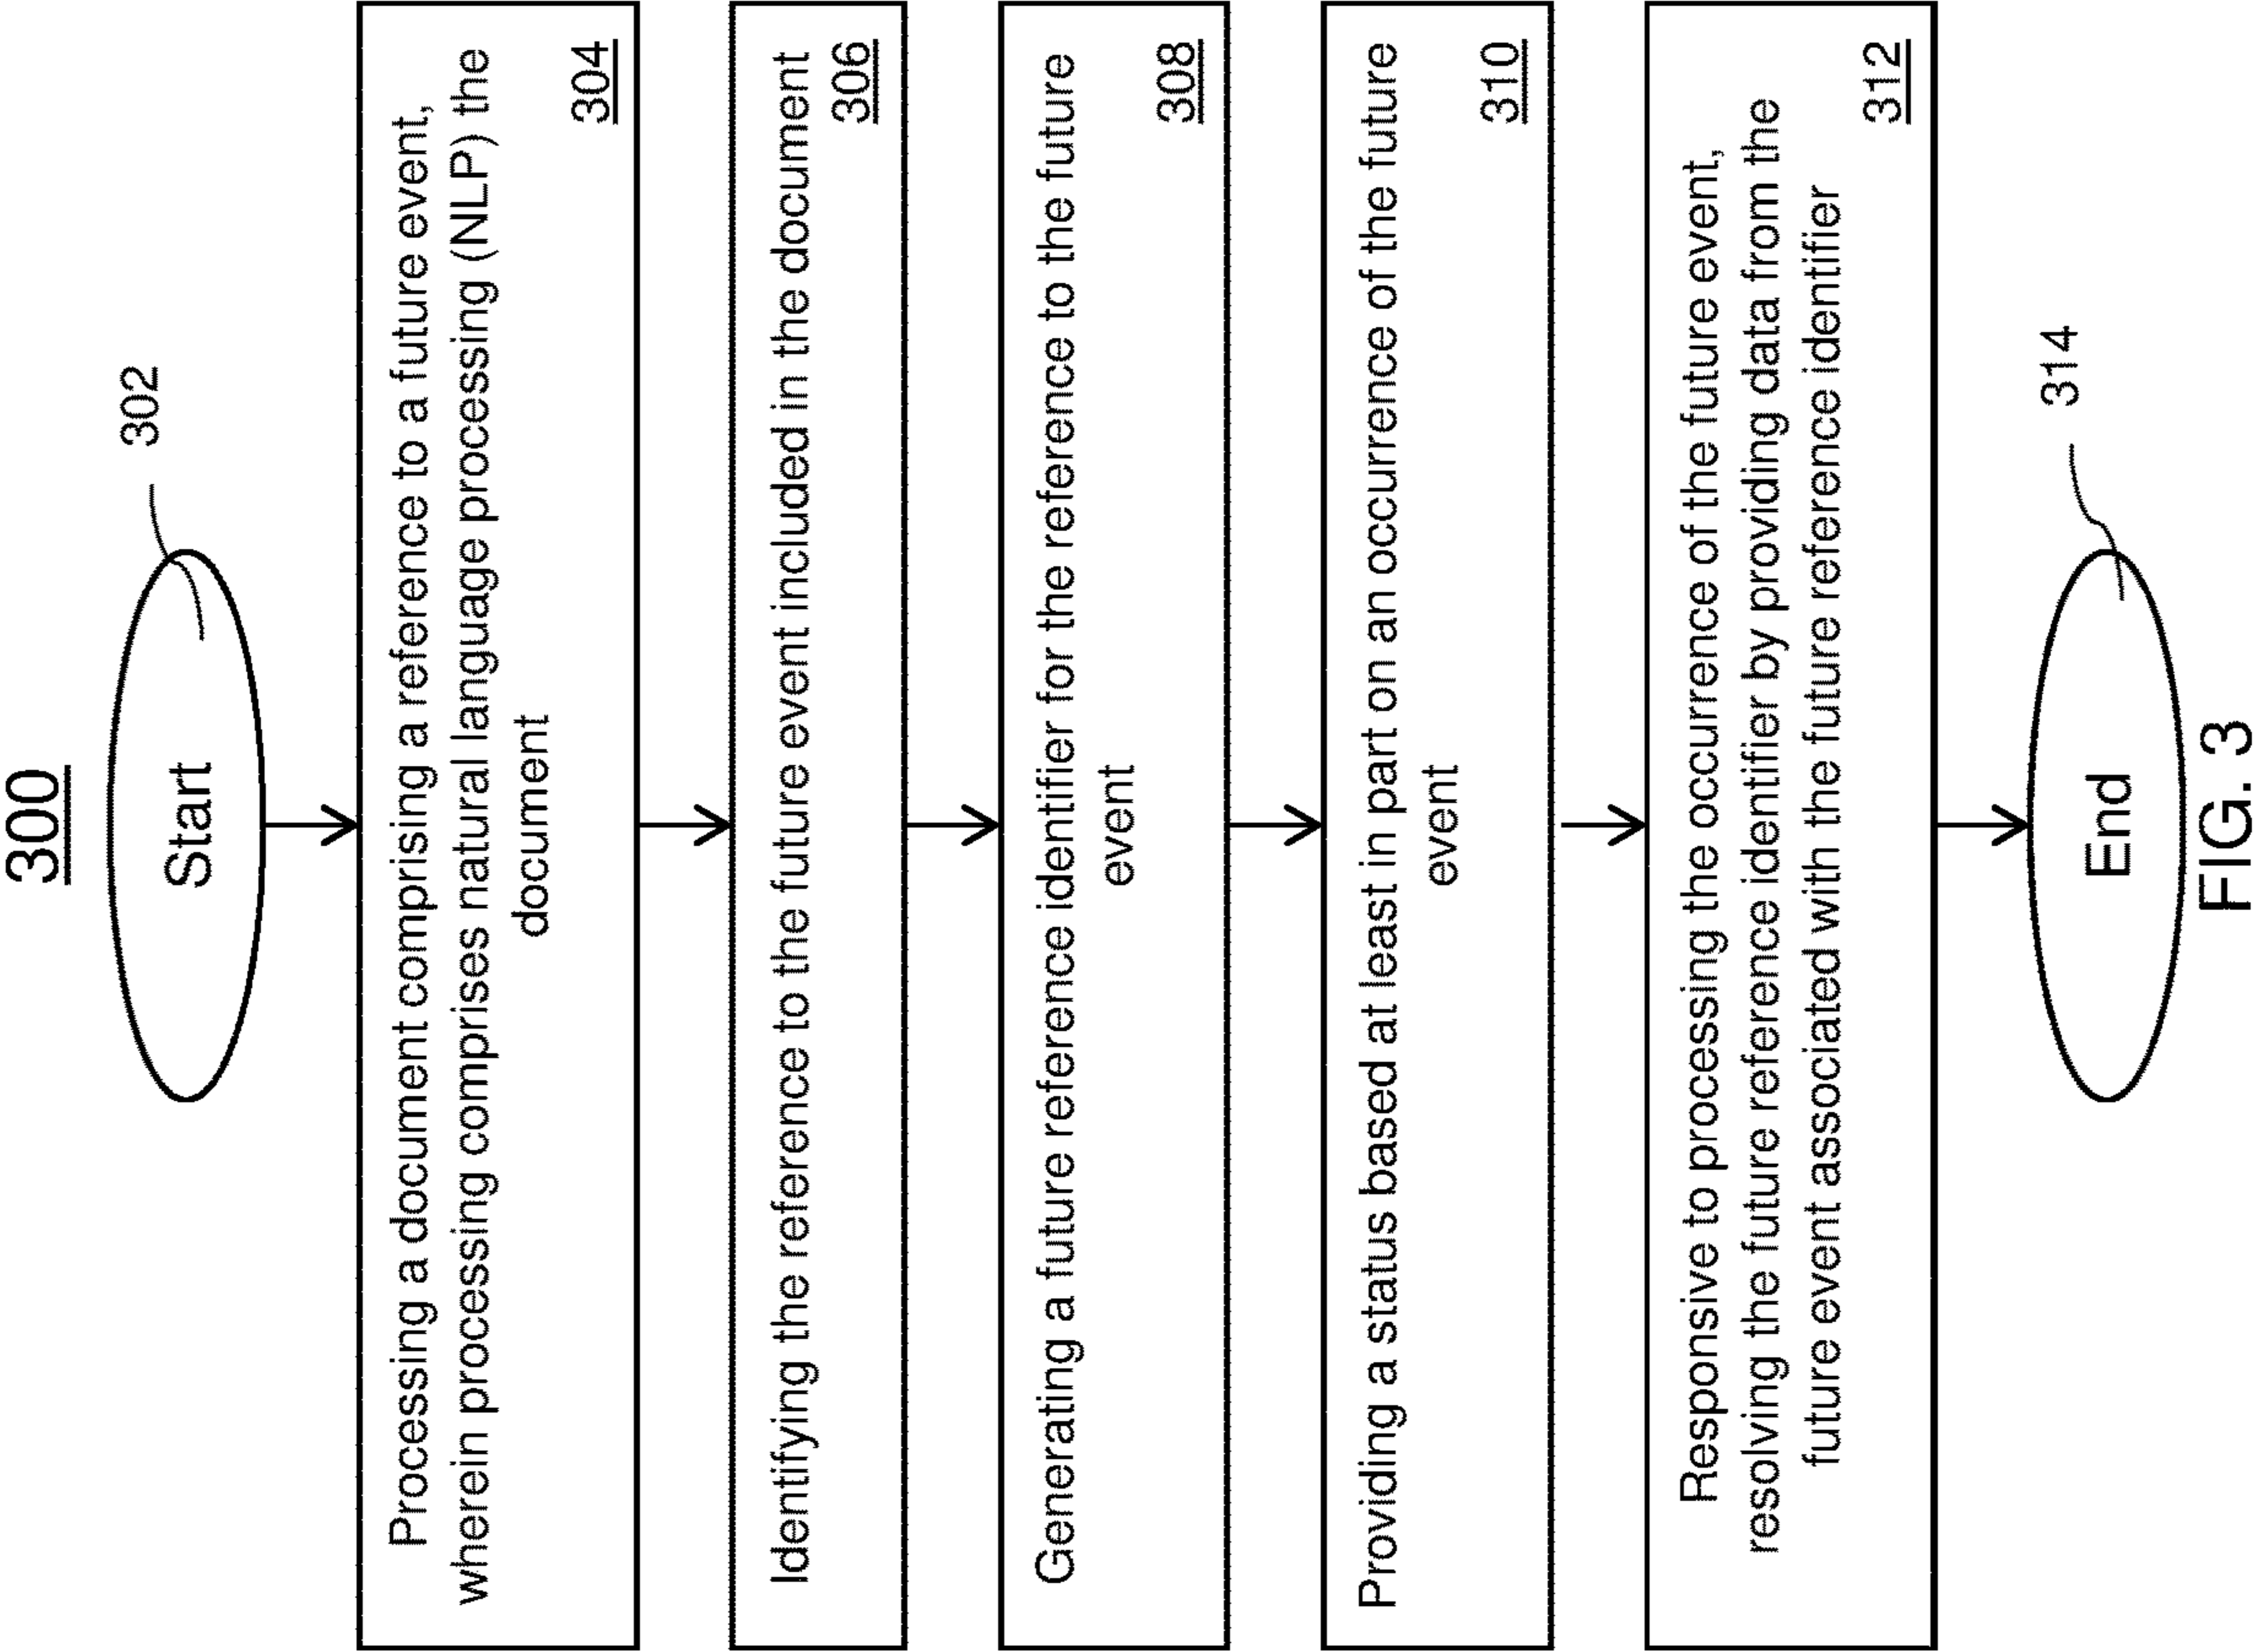 300
302
Start
Processing a document comprising a reference to a future event,
wherein processing comprises natural language processing (NLP) the
document
304
Identifying the reference to the future event included in the document
306
Generating a future reference identifier for the reference to the future
event
308
Providing a status based at least in part on an occurrence of the future
event
310
Responsive to processing the occurrence of the future event,
resolving the future reference identifier by providing data from the
future event associated with the future reference identifier
312
314
End
FIG. 3